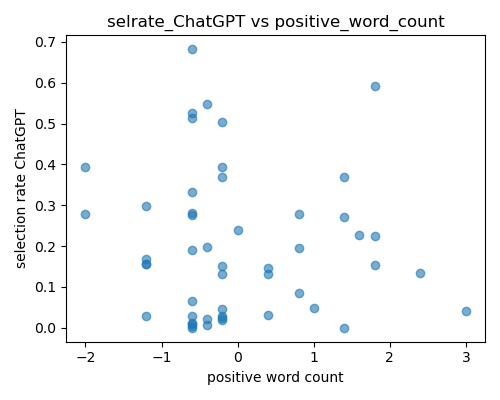 selrate_ChatGPT vs positive_word_count
0.7
0.6
0.5
0.4
0.3
0.2
0.1
0.0
selection rate ChatGPT
−2 −1 0 1 2 3
positive word count